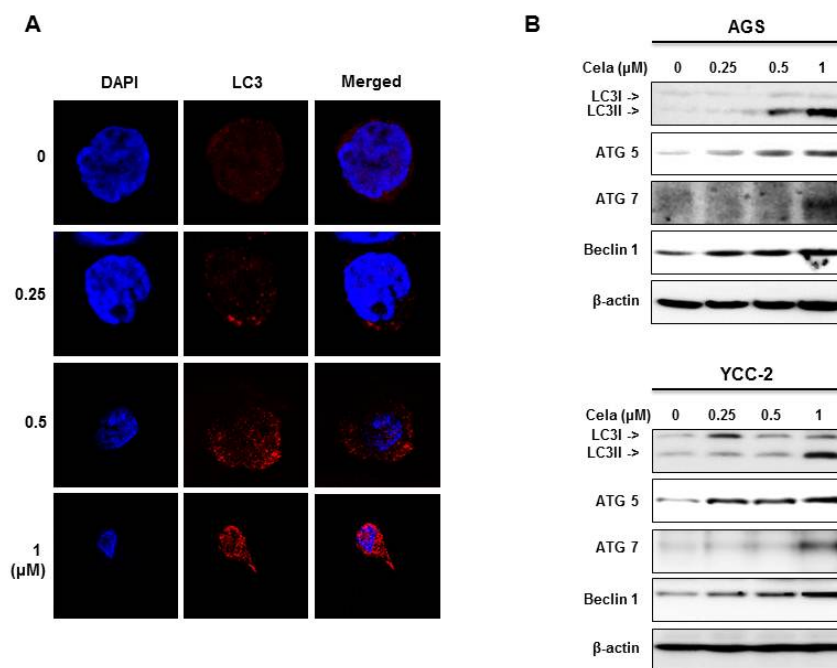 A
DAPI LC3 Merged
0
0.25
0.5
1
(μM)
B
AGS
Cela (μM) 0 0.25 0.5 1
LC3I ->
LC3II ->
ATG 5
ATG 7
Beclin 1
β-actin
YCC-2
Cela (μM) 0 0.25 0.5 1
LC3I ->
LC3II ->
ATG 5
ATG 7
Beclin 1
β-actin